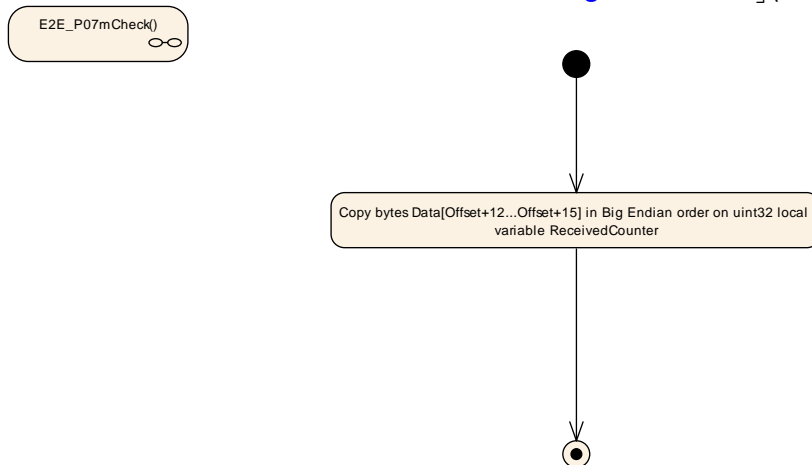 E2E_P07mCheck()
Copy bytes Data[Offset+12...Offset+15] in Big Endian order on uint32 local
variable ReceivedCounter